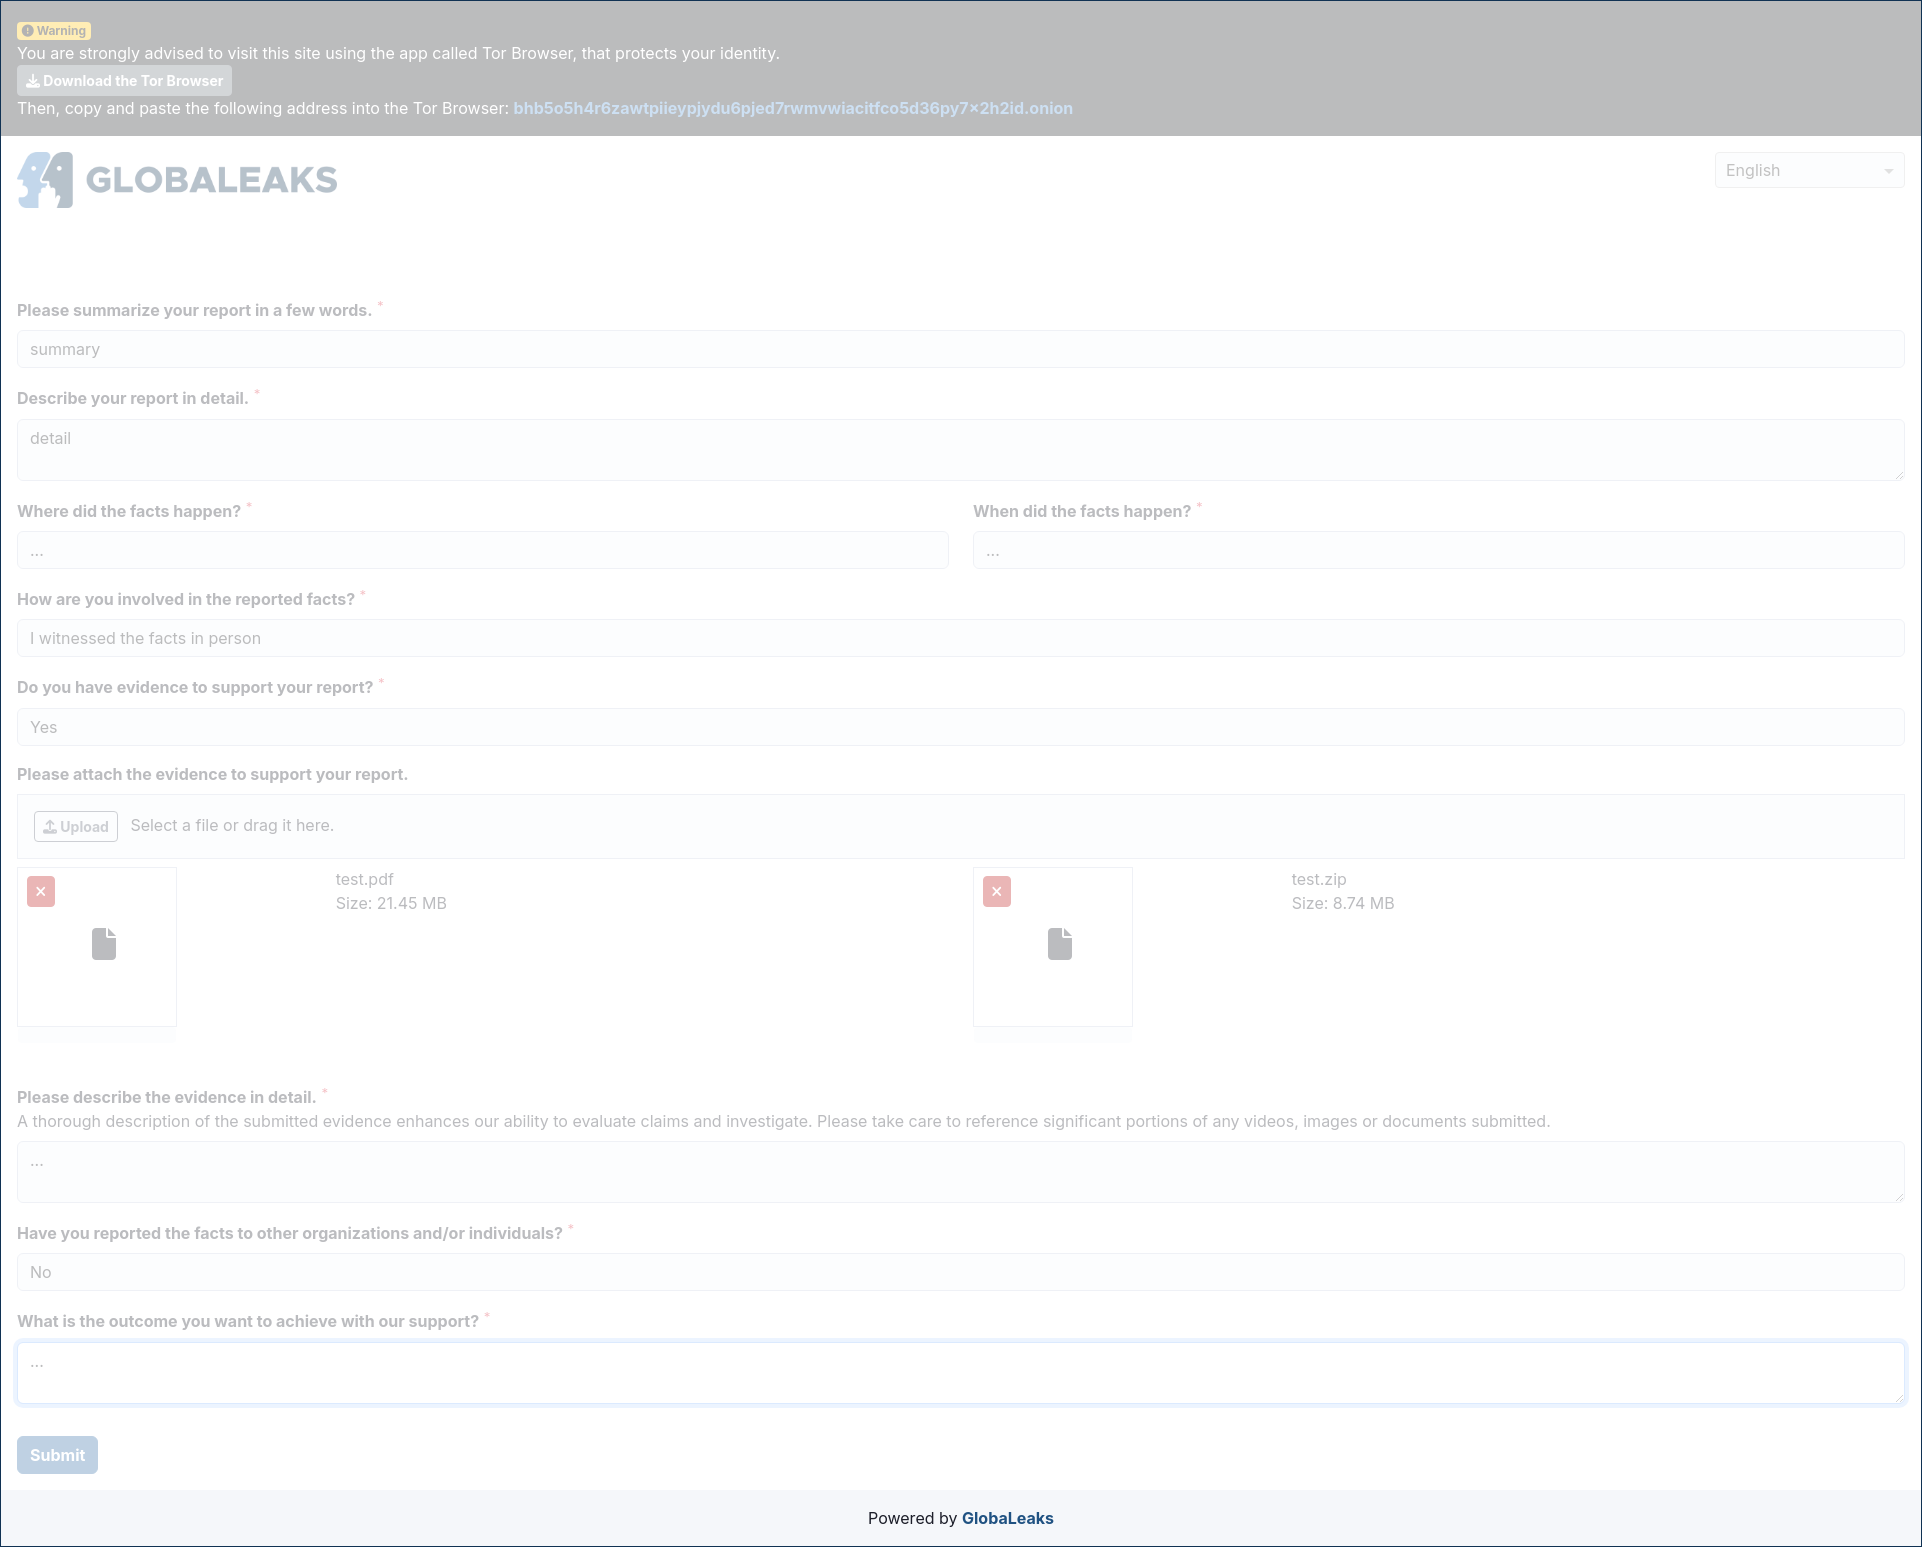 Warning
You are strongly advised to visit this site using the app called Tor Browser, that protects your identity.
Download the Tor Browser
Then, copy and paste the following address into the Tor Browser: bhb5o5h4r6zawtpiieypjydu6pjed7rwmvwiacitfco5d36py7x2h2id.onion
GLOBALEAKS
English
Please summarize your report in a few words. *
summary
Describe your report in detail. *
detail
Where did the facts happen? *
When did the facts happen? *
...
...
How are you involved in the reported facts? *
I witnessed the facts in person
Do you have evidence to support your report? *
Yes
Please attach the evidence to support your report.
Upload
Select a file or drag it here.
test.pdf
Size: 21.45 MB
test.zip
Size: 8.74 MB
Please describe the evidence in detail. *
A thorough description of the submitted evidence enhances our ability to evaluate claims and investigate. Please take care to reference significant portions of any videos, images or documents submitted.
...
Have you reported the facts to other organizations and/or individuals? *
No
What is the outcome you want to achieve with our support? *
...
Submit
Powered by GlobaLeaks